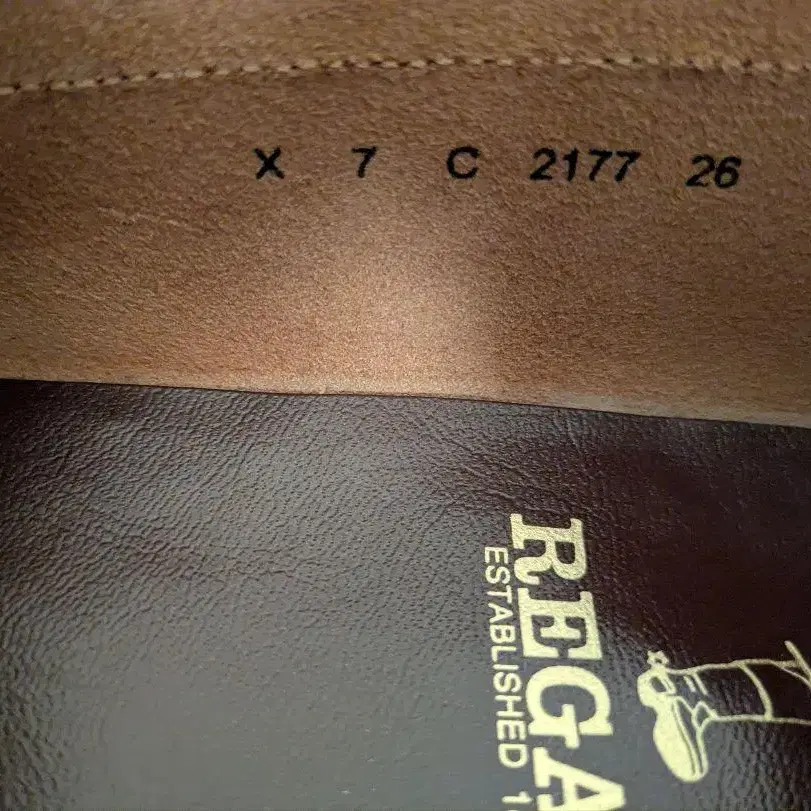 X 7 C 2177 26
REGA
ESTABLISHED 1